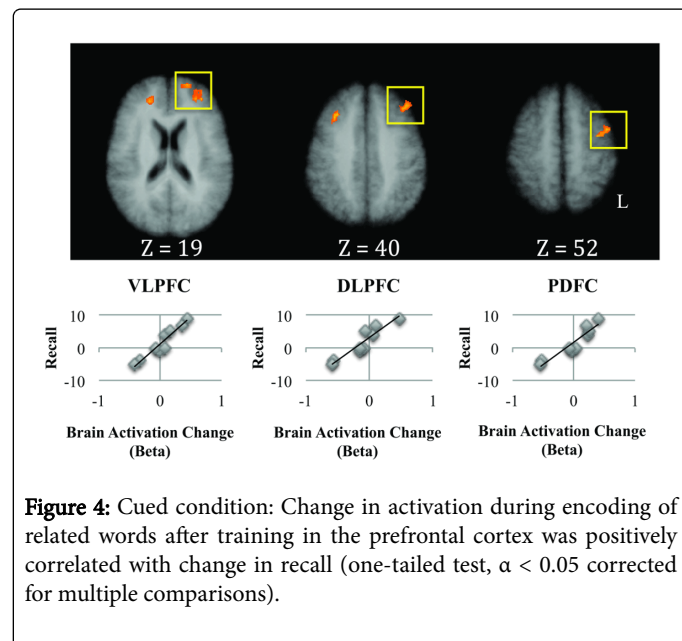 L
Z = 19 Z = 40 Z = 52
VLPFC DLPFC PDFC
Recall 10 0 -10 -1 0 1 Recall 10 0 -10 -1 0 1 Recall 10 0 -10 -1 0 1
Brain Activation Change (Beta) Brain Activation Change (Beta) Brain Activation Change (Beta)
Figure 4: Cued condition: Change in activation during encoding of
related words after training in the prefrontal cortex was positively
correlated with change in recall (one-tailed test, α < 0.05 corrected
for multiple comparisons).